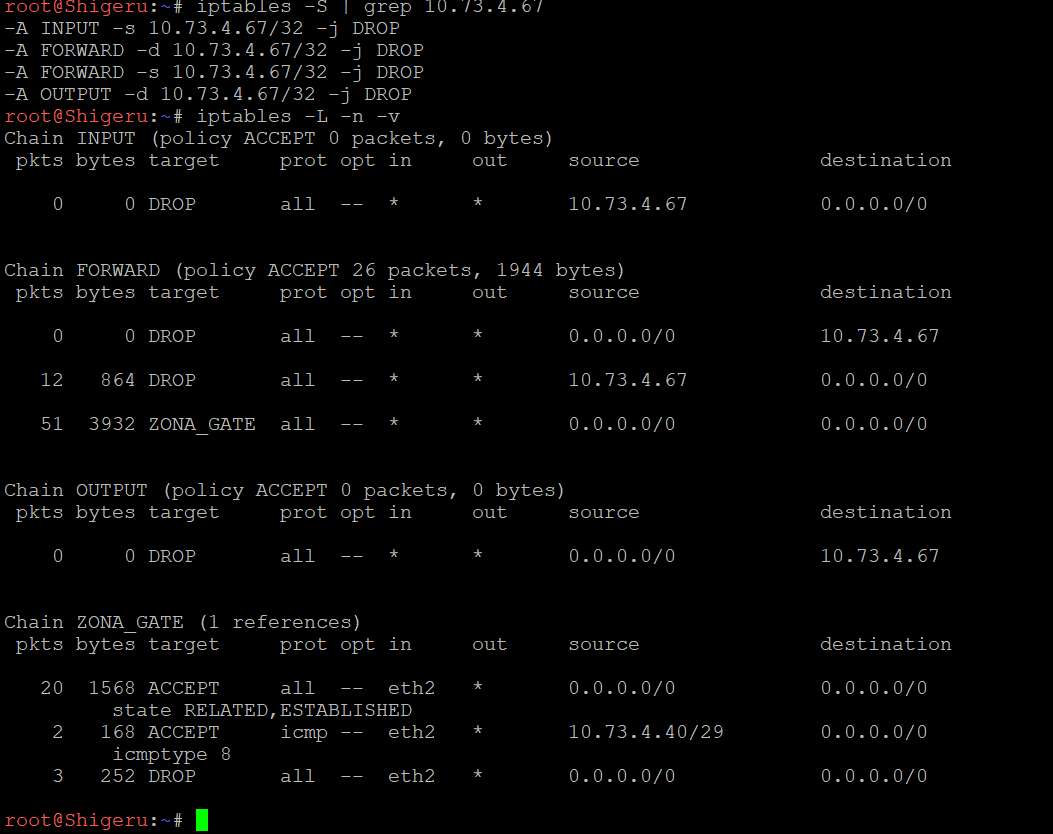 root@Shigeru:~# iptables -S | grep 10.73.4.67
-A INPUT -s 10.73.4.67/32 -j DROP
-A FORWARD -d 10.73.4.67/32 -j DROP
-A FORWARD -s 10.73.4.67/32 -j DROP
-A OUTPUT -d 10.73.4.67/32 -j DROP
root@Shigeru:~# iptables -L -n -v
Chain INPUT (policy ACCEPT 0 packets, 0 bytes)
 pkts bytes target     prot opt in     out     source               destination
    0     0 DROP       all  --  *      *       10.73.4.67           0.0.0.0/0
Chain FORWARD (policy ACCEPT 26 packets, 1944 bytes)
 pkts bytes target     prot opt in     out     source               destination
    0     0 DROP       all  --  *      *       0.0.0.0/0            10.73.4.67
   12   864 DROP       all  --  *      *       10.73.4.67           0.0.0.0/0
   51  3932 ZONA_GATE  all  --  *      *       0.0.0.0/0            0.0.0.0/0
Chain OUTPUT (policy ACCEPT 0 packets, 0 bytes)
 pkts bytes target     prot opt in     out     source               destination
    0     0 DROP       all  --  *      *       0.0.0.0/0            10.73.4.67
Chain ZONA_GATE (1 references)
 pkts bytes target     prot opt in     out     source               destination
   20  1568 ACCEPT     all  --  eth2   *       0.0.0.0/0            0.0.0.0/0
         state RELATED,ESTABLISHED
    2   168 ACCEPT     icmp --  eth2   *       10.73.4.40/29        0.0.0.0/0
         icmptype 8
    3   252 DROP       all  --  eth2   *       0.0.0.0/0            0.0.0.0/0
root@Shigeru:~#